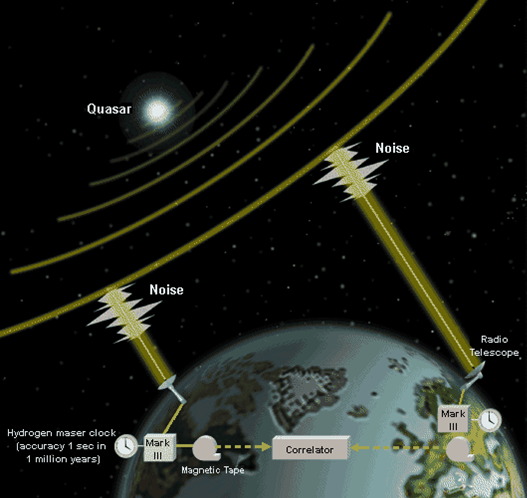 Quasar
Noise
Noise
Radio
Telescope
Mark
III
Hydrogen maser clock
(accuracy 1 sec in
1 million years)
Mark
III
Correlator
Magnetic Tape